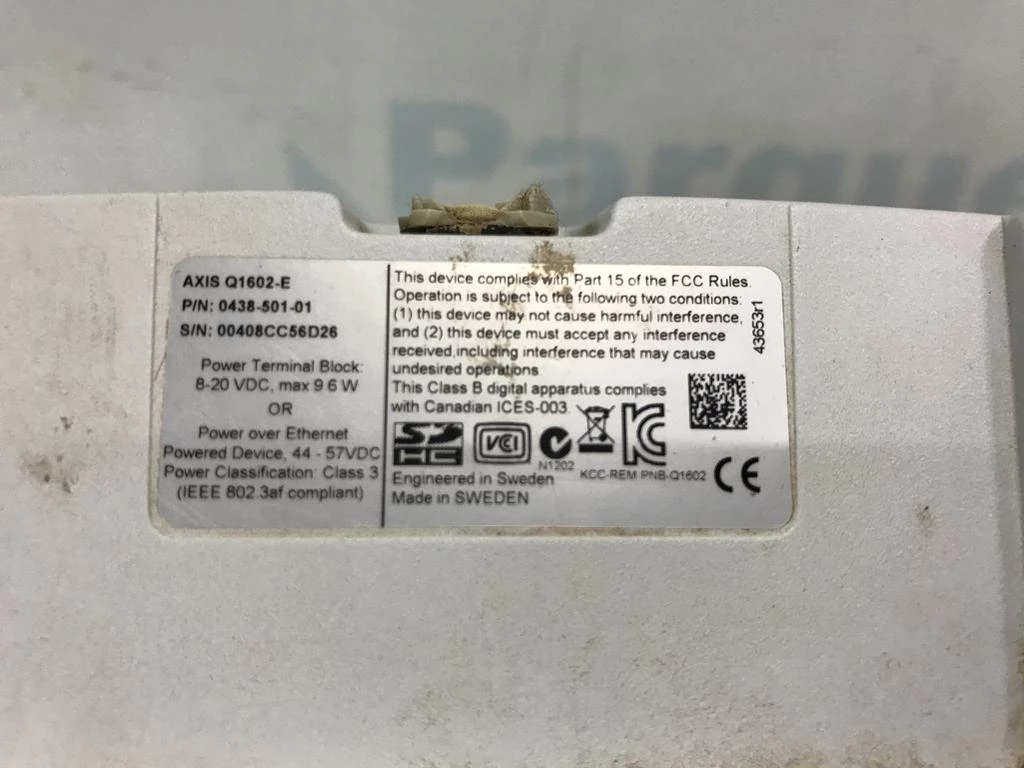 Parque
AXIS Q1602-E
P/N: 0438-501-01
S/N: 00408CC56D26
Power Terminal Block:
8-20 VDC, max 9.6 W
OR
Power over Ethernet
Powered Device, 44 - 57VDC
Power Classification: Class 3
(IEEE 802.3af compliant)
This device complies with Part 15 of the FCC Rules.
Operation is subject to the following two conditions:
(1) this device may not cause harmful interference,
and (2) this device must accept any interference
received,including interference that may cause
undesired operations
This Class B digital apparatus complies
with Canadian ICES-003.
43653r1
SD HC
VCCI
N1202
KCC-REM PNB-Q1602
CE
Engineered in Sweden
Made in SWEDEN